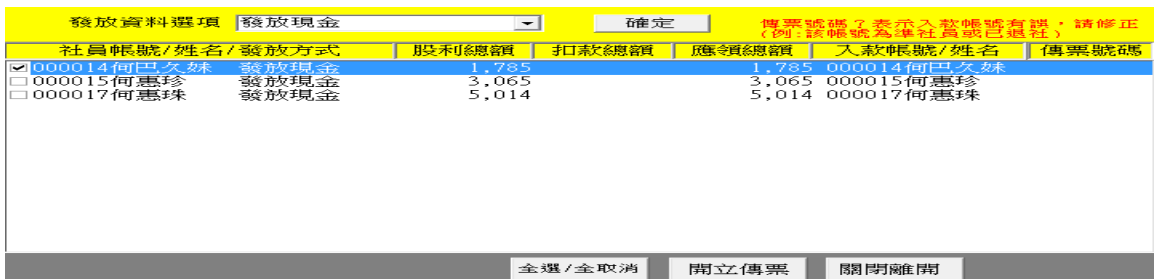 發放資料選項 發放現金 確定 傳票號碼?表示入款帳號有誤,請修正
(例:該帳號為準社員或已退社)
社員帳號/姓名/發放方式 股利總額 扣款總額 應領總額 入款帳號/姓名 傳票號碼
000014何巴欠妹 發放現金 1,785 1,785 000014何巴欠妹
000015何惠珍 發放現金 3,065 3,065 000015何惠珍
000017何惠珠 發放現金 5,014 5,014 000017何惠珠
全選/全取消 開立傳票 關閉離開